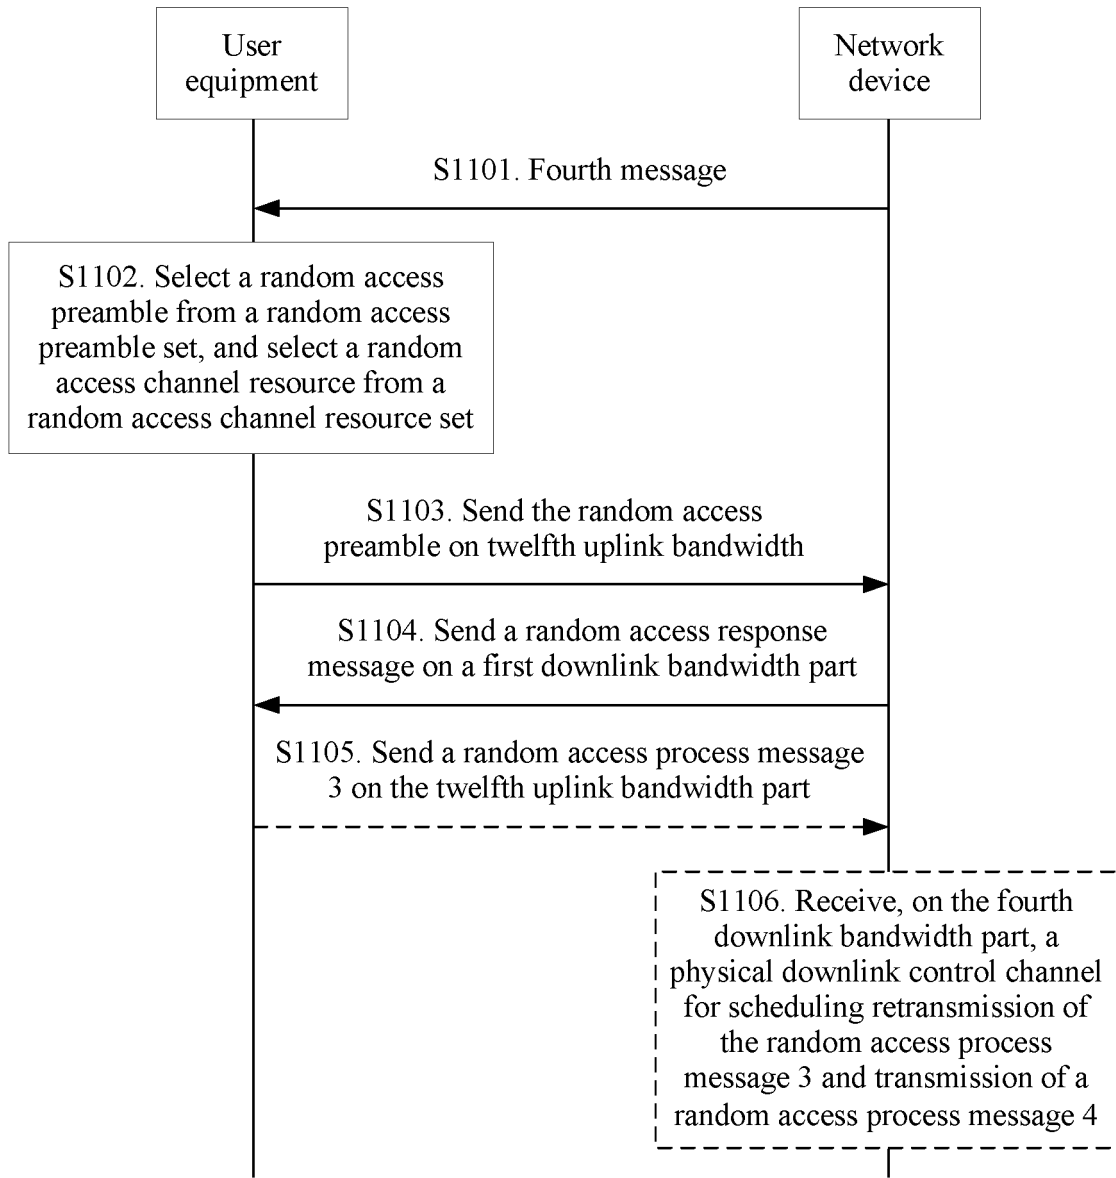 User
equipment
Network
device
S1101. Fourth message
S1102. Select a random access
preamble from a random access
preamble set, and select a random
access channel resource from a
random access channel resource set
S1103. Send the random access
preamble on twelfth uplink bandwidth
S1104. Send a random access response
message on a first downlink bandwidth part
S1105. Send a random access process message
3 on the twelfth uplink bandwidth part
S1106. Receive, on the fourth
downlink bandwidth part, a
physical downlink control channel
for scheduling retransmission of
the random access process
message 3 and transmission of a
random access process message 4